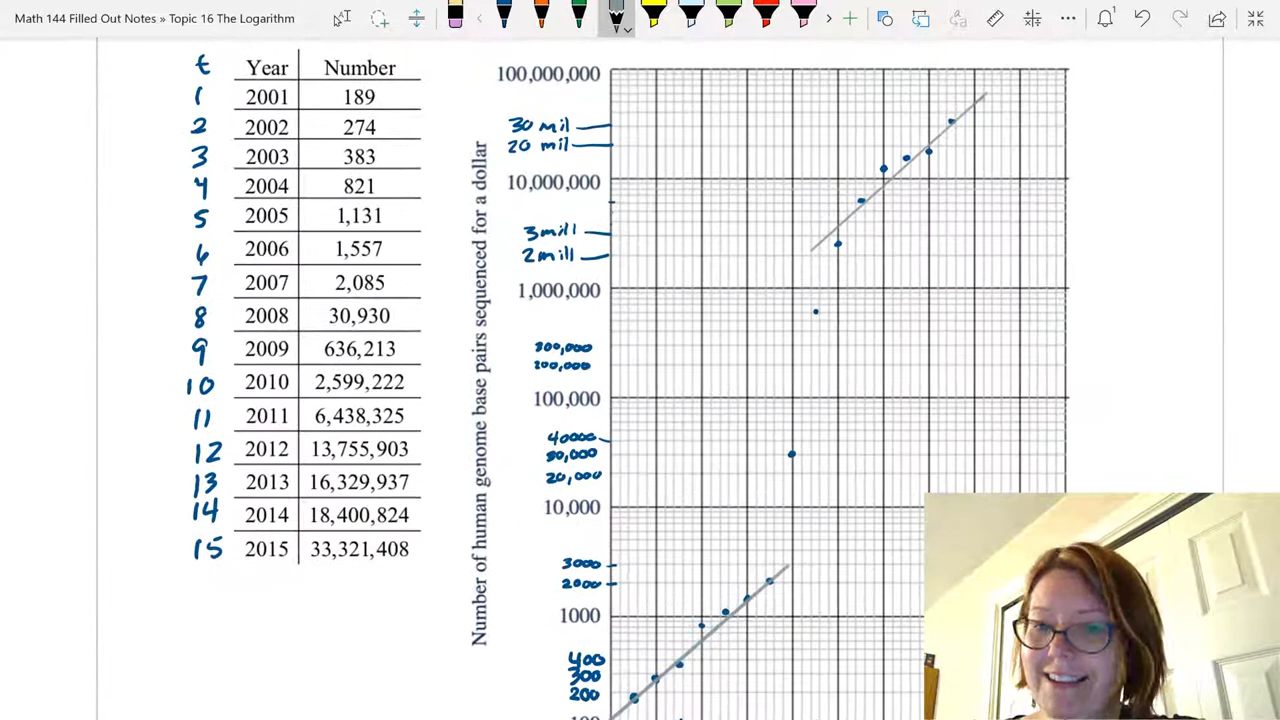 Math 144 Filled Out Notes » Topic 16 The Logarithm
t Year Number
1 2001 189
2 2002 274
3 2003 383
4 2004 821
5 2005 1,131
6 2006 1,557
7 2007 2,085
8 2008 30,930
9 2009 636,213
10 2010 2,599,222
11 2011 6,438,325
12 2012 13,755,903
13 2013 16,329,937
14 2014 18,400,824
15 2015 33,321,408
Number of human genome base pairs sequenced for a dollar
100,000,000
30 mil
20 mil
10,000,000
3 mill
2 mill
1,000,000
300,000
200,000
100,000
40000
30,000
20,000
10,000
3000
2000
1000
400
300
200
100